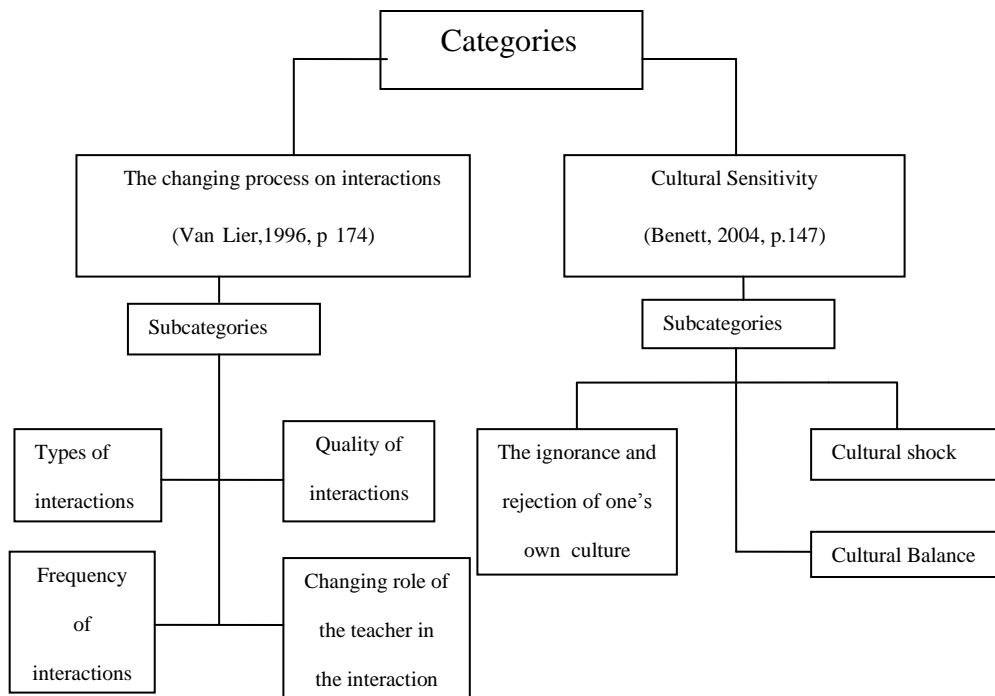 Categories
The changing process on interactions
(Van Lier,1996, p 174)
Cultural Sensitivity
(Benett, 2004, p.147)
Subcategories
Subcategories
Types of
interactions
Quality of
interactions
The ignorance and
rejection of one's
own culture
Cultural shock
Cultural Balance
Frequency
of
interactions
Changing role of
the teacher in
the interaction